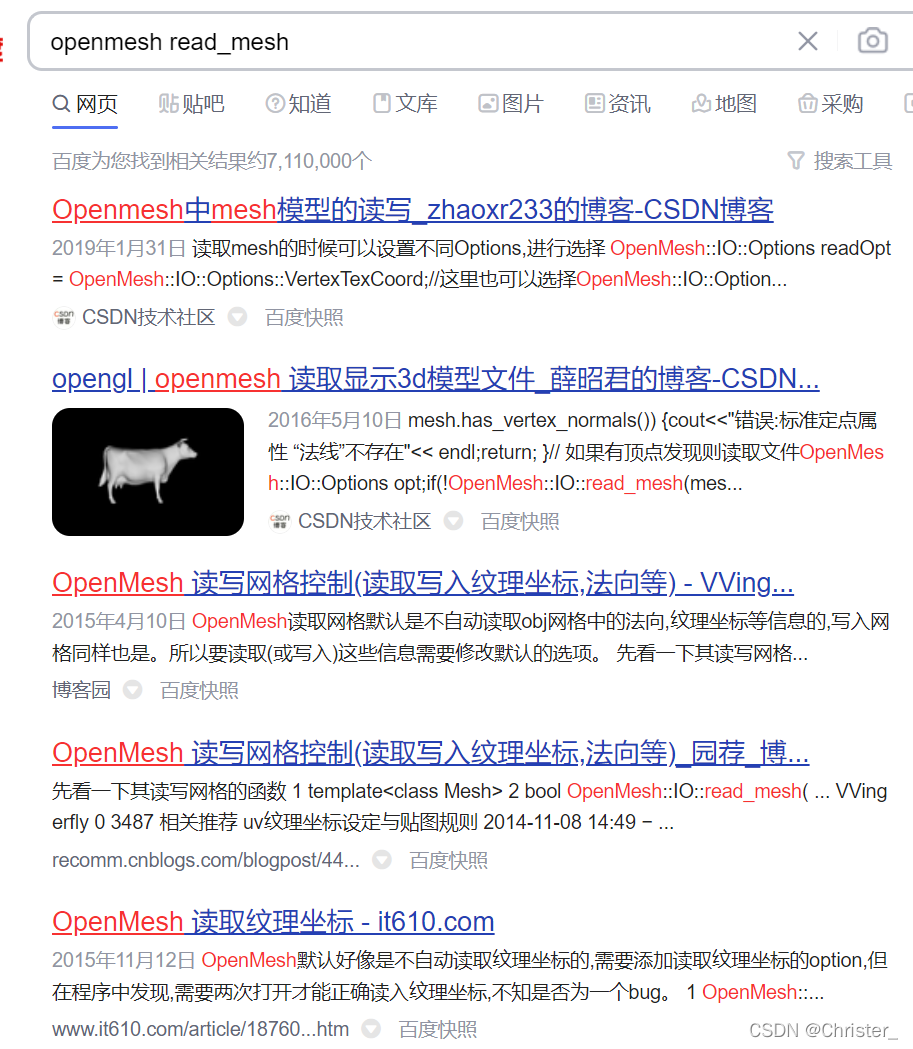 openmesh read_mesh
网页 贴吧 知道 文库 图片 资讯 地图 采购
百度为您找到相关结果约7,110,000个 搜索工具
Openmesh中mesh模型的读写_zhaoxr233的博客-CSDN博客
2019年1月31日 读取mesh的时候可以设置不同Options,进行选择 OpenMesh::IO::Options readOpt
= OpenMesh::IO::Options::VertexTexCoord;//这里也可以选择OpenMesh::IO::Option...
CSDN技术社区 百度快照
opengl | openmesh 读取显示3d模型文件_薛昭君的博客-CSDN...
2016年5月10日 mesh.has_vertex_normals()) {cout<<"错误:标准定点属
性 “法线”不存在"<< endl;return; }// 如果有顶点发现则读取文件OpenMes
h::IO::Options opt;if(!OpenMesh::IO::read_mesh(mes...
CSDN技术社区 百度快照
OpenMesh 读写网格控制(读取写入纹理坐标,法向等) - VVing...
2015年4月10日 OpenMesh读取网格默认是不自动读取obj网格中的法向,纹理坐标等信息的,写入网
格同样也是。所以要读取(或写入)这些信息需要修改默认的选项。 先看一下其读写网格...
博客园 百度快照
OpenMesh 读写网格控制(读取写入纹理坐标,法向等)_园荐_博...
先看一下其读写网格的函数 1 template<class Mesh> 2 bool OpenMesh::IO::read_mesh( ... VVing
erfly 0 3487 相关推荐 uv纹理坐标设定与贴图规则 2014-11-08 14:49 − ...
recomm.cnblogs.com/blogpost/44... 百度快照
OpenMesh 读取纹理坐标 - it610.com
2015年11月12日 OpenMesh默认好像是不自动读取纹理坐标的,需要添加读取纹理坐标的option,但
在程序中发现,需要两次打开才能正确读入纹理坐标,不知是否为一个bug。 1 OpenMesh::...
www.it610.com/article/18760...htm 百度快照
CSDN @Christer_